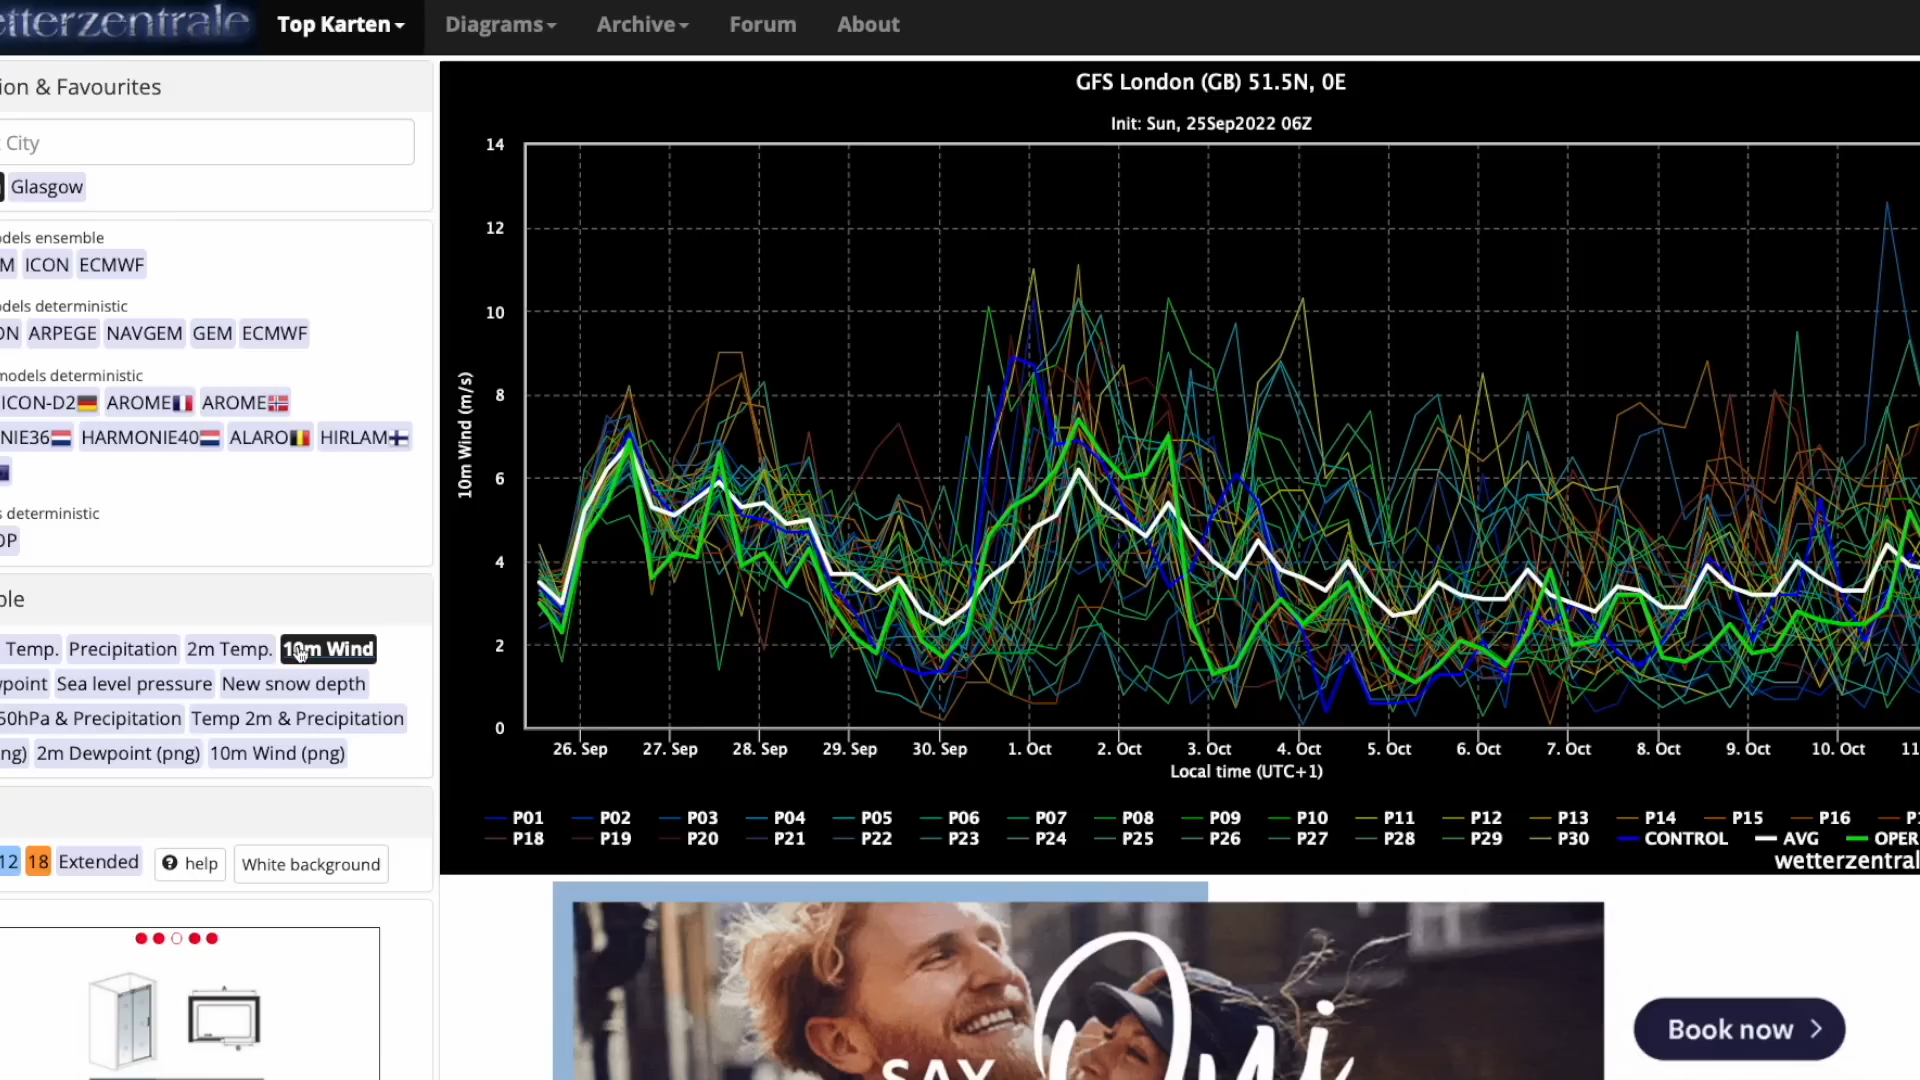 etterzentrale Top Karten Diagrams Archive Forum About
ion & Favourites
City
Glasgow
odels ensemble
M ICON ECMWF
odels deterministic
ON ARPEGE NAVGEM GEM ECMWF
models deterministic
ICON-D2 AROME AROME
NIE36 HARMONIE40 ALARO HIRLAM
s deterministic
OP
ble
Temp. Precipitation 2m Temp. 10m Wind
wpoint Sea level pressure New snow depth
50hPa & Precipitation Temp 2m & Precipitation
ng) 2m Dewpoint (png) 10m Wind (png)
12 18 Extended help White background
GFS London (GB) 51.5N, 0E
Init: Sun, 25Sep2022 06Z
14
12
10
8
6
4
2
0
10m Wind (m/s)
26. Sep 27. Sep 28. Sep 29. Sep 30. Sep 1. Oct 2. Oct 3. Oct 4. Oct 5. Oct 6. Oct 7. Oct 8. Oct 9. Oct 10. Oct 11
Local time (UTC+1)
P01 P02 P03 P04 P05 P06 P07 P08 P09 P10 P11 P12 P13 P14 P15 P16 P1
P18 P19 P20 P21 P22 P23 P24 P25 P26 P27 P28 P29 P30 CONTROL AVG OPER
wetterzentral
SAY
Oui
Book now